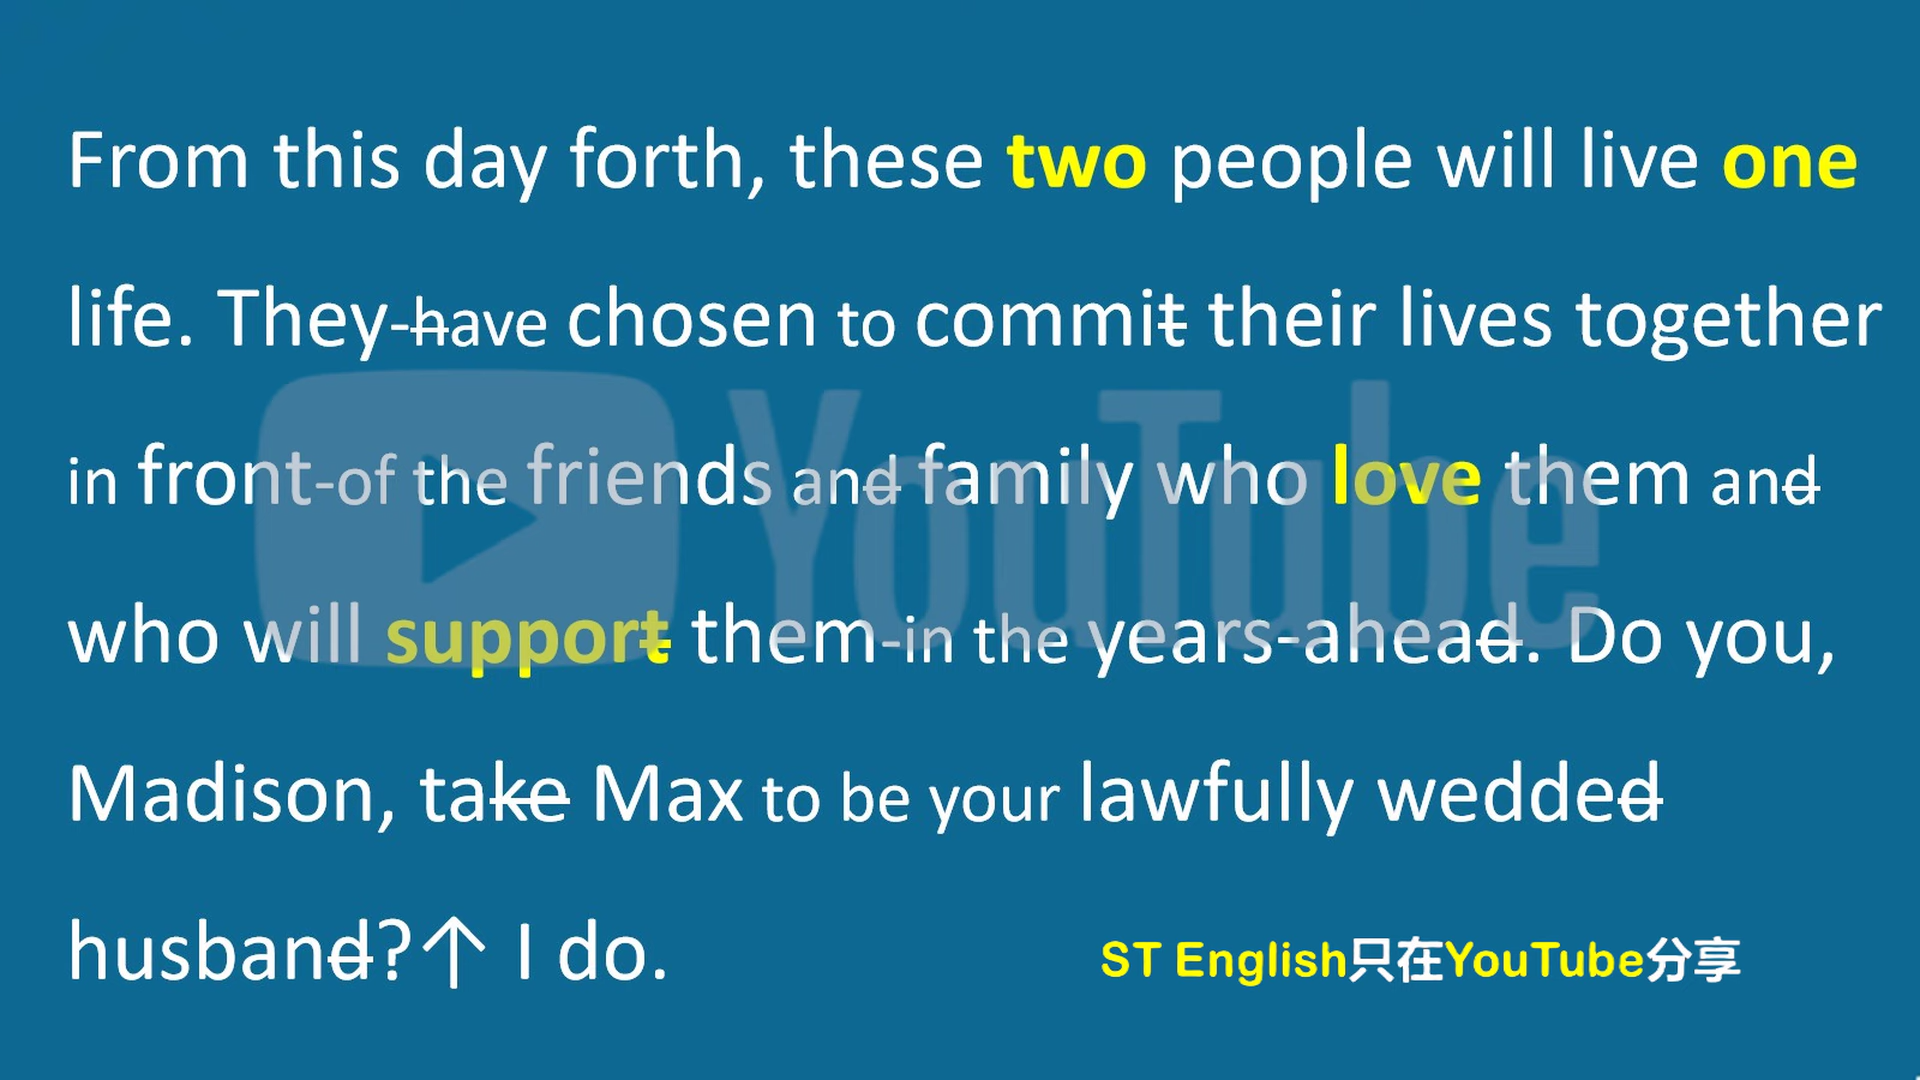 From this day forth, these two people will live one
life. They-have chosen to commit their lives together
in front-of the friends and family who love them and
who will support them-in the years-ahead. Do you,
Madison, take Max to be your lawfully wedded
husband?↑ I do.
ST English只在YouTube分享
YouTube